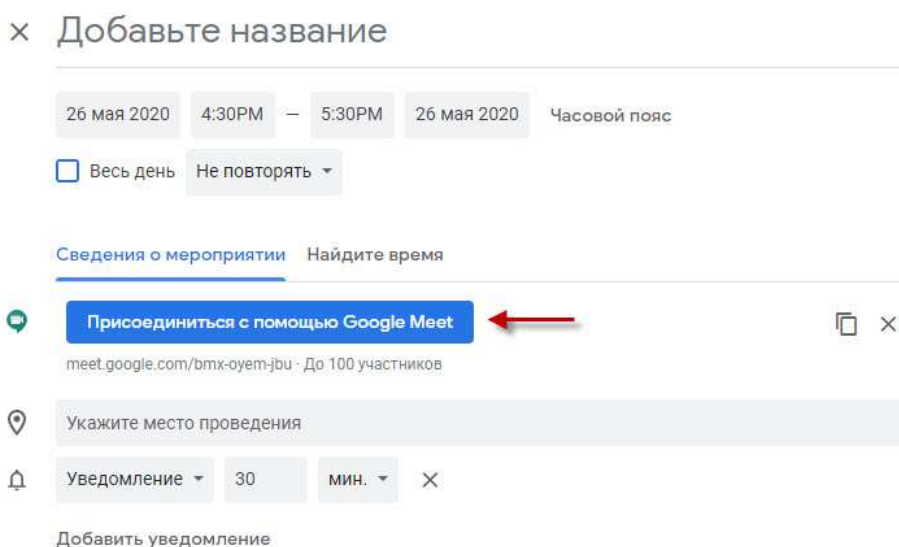 Добавьте название
26 мая 2020 4:30PM – 5:30PM 26 мая 2020 Часовой пояс
Весь день Не повторять
Сведения о мероприятии Найдите время
Присоединиться с помощью Google Meet
meet.google.com/bmx-oyem-jbu · До 100 участников
Укажите место проведения
Уведомление 30 мин.
Добавить уведомление